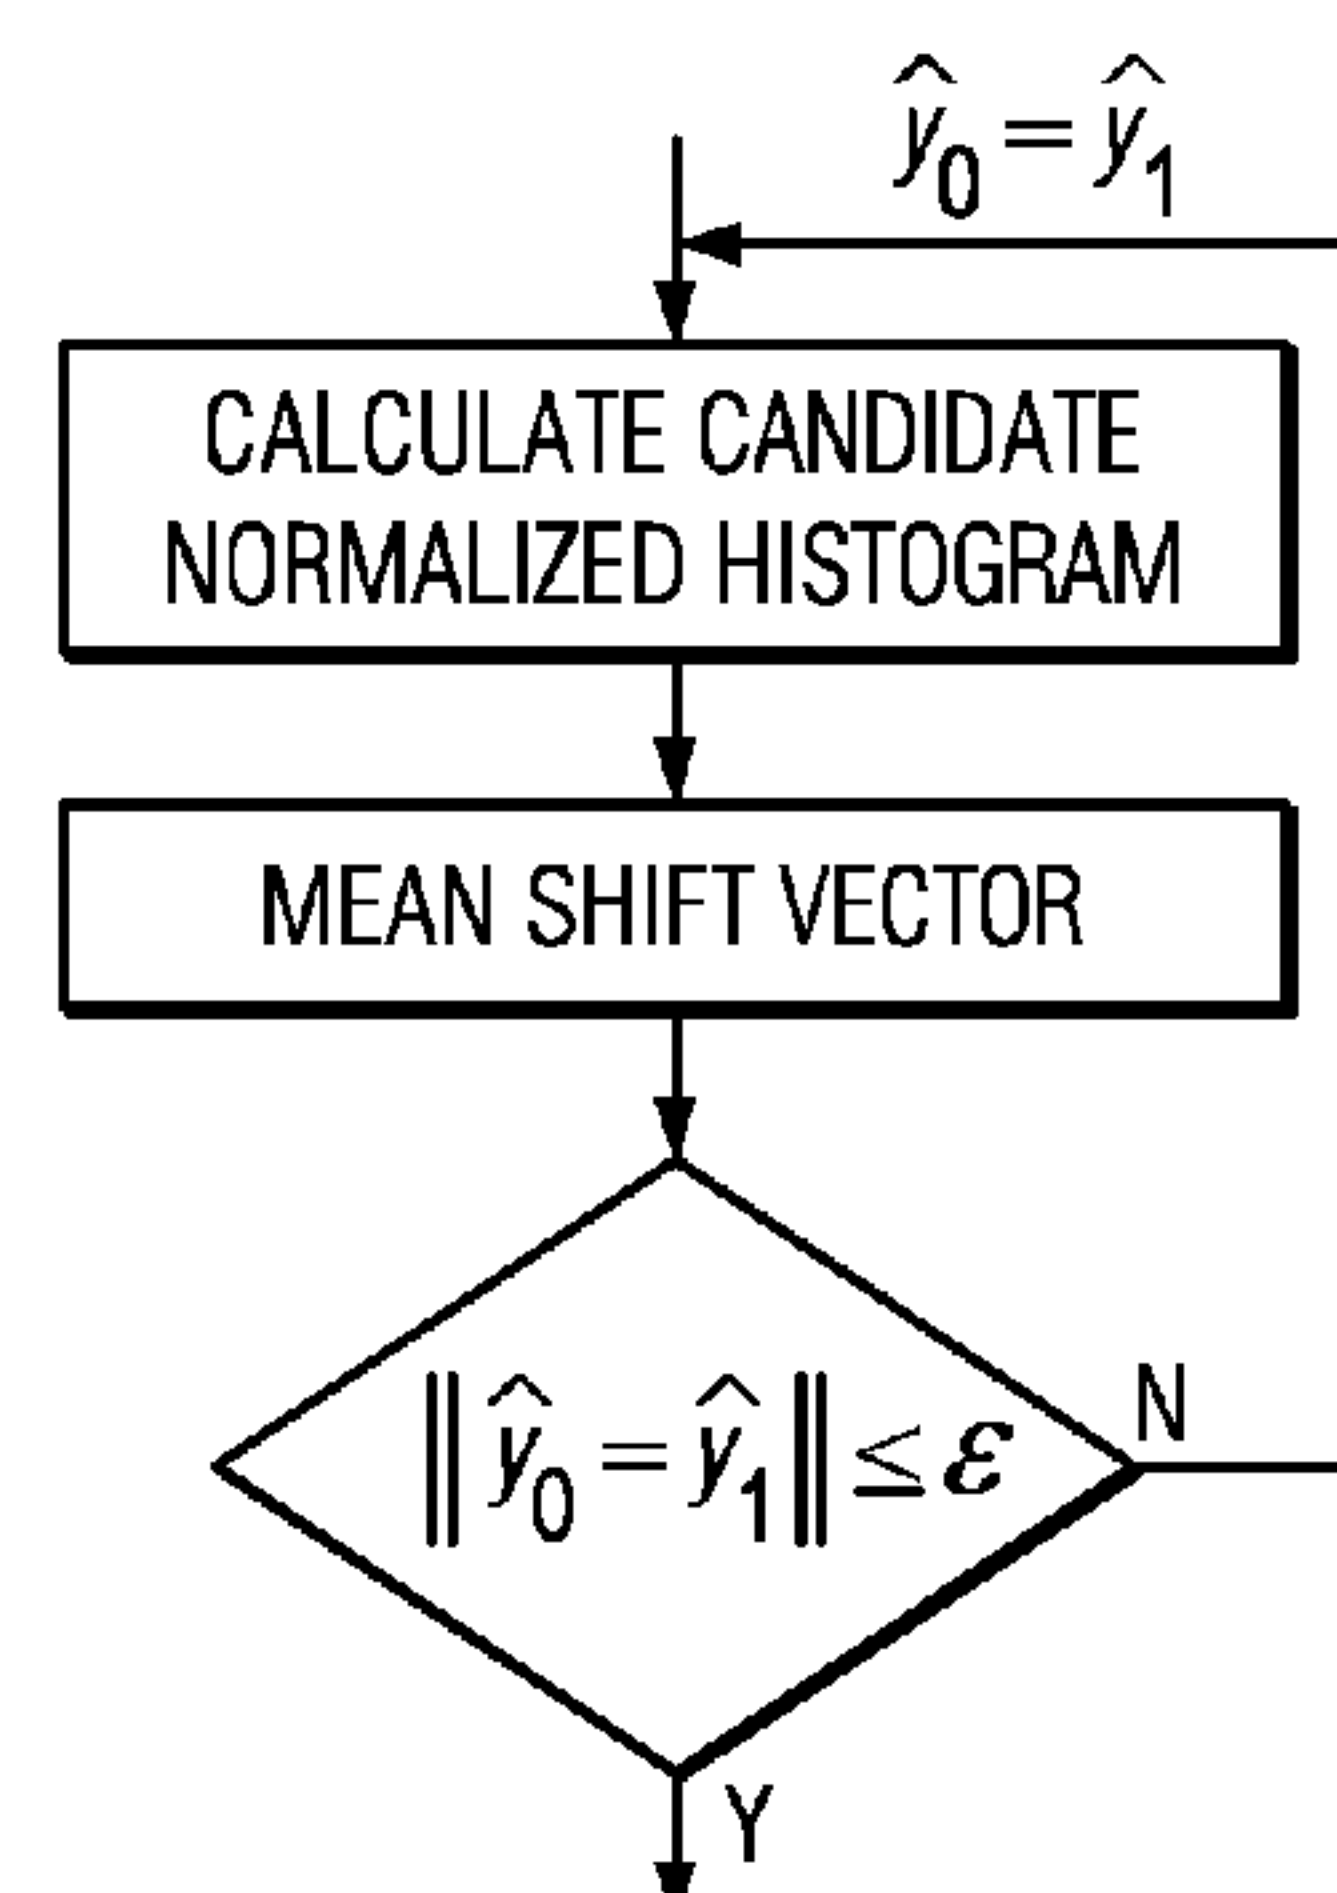 ŷ0 = ŷ1
CALCULATE CANDIDATE
NORMALIZED HISTOGRAM
MEAN SHIFT VECTOR
‖ŷ0 = ŷ1‖ ≤ ε
N
Y